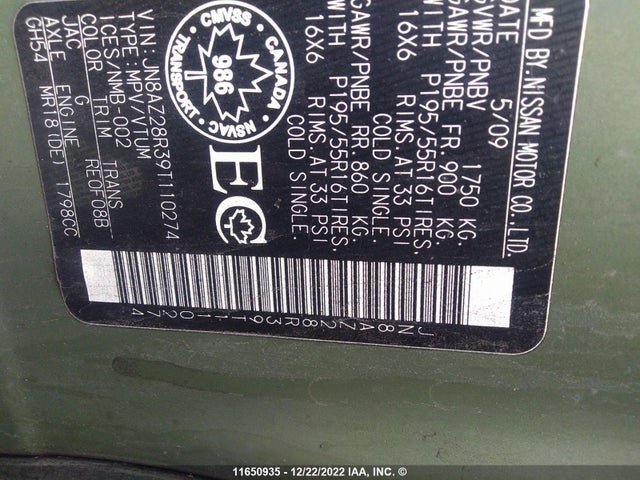 MFD BY.NISSAN MOTOR CO.,LTD.
DATE 5/09
GVWR/PNBV 1750 KG.
GAWR/PNBE FR. 900 KG.
WITH P195/55R16TIRES.
16X6 RIMS AT 33 PSI
COLD SINGLE.
GAWR/PNBE RR. 860 KG.
WITH P195/55R16TIRES.
16X6 RIMS AT 33 PSI
COLD SINGLE.
CMVSS CANADA
TRANSPORT NSVAC
986
EC
VIN: JN8AZ28R39T110274
TYPE: MPV/VTUM
ICES/NMB-002
COLOR TRIM TRANS
JAC G RE0F08B
AXLE ENGINE
GH54 MR18(DE) 1798CC
JN8AZ28R39T110274
11650935 - 12/22/2022 IAA, INC. ©